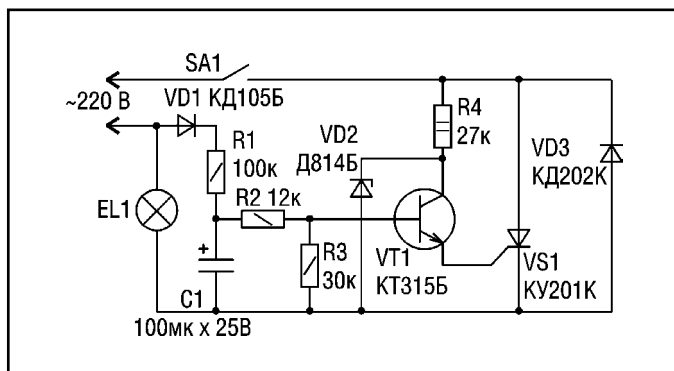 SA1
~220 В
VD1 КД105Б
R1
100к
VD2
Д814Б
R4
27к
VD3
КД202К
EL1
R2 12к
+
R3
30к
VT1
КТ315Б
VS1
КУ201К
C1
100мк x 25В